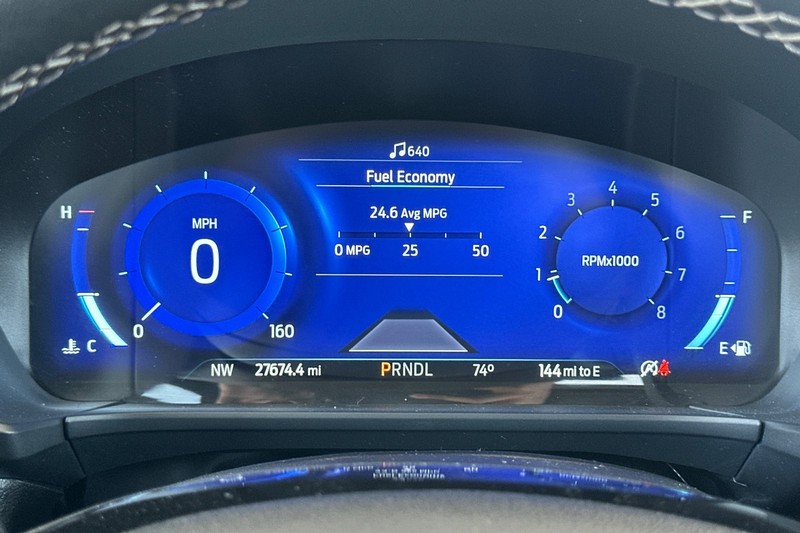 640
Fuel Economy
24.6 Avg MPG
0 MPG 25 50
H
C
MPH
0
0 160
0 1 2 3 4 5 6 7 8
RPMx1000
F
E
NW 27674.4 mi PRNDL 74° 144 mi to E